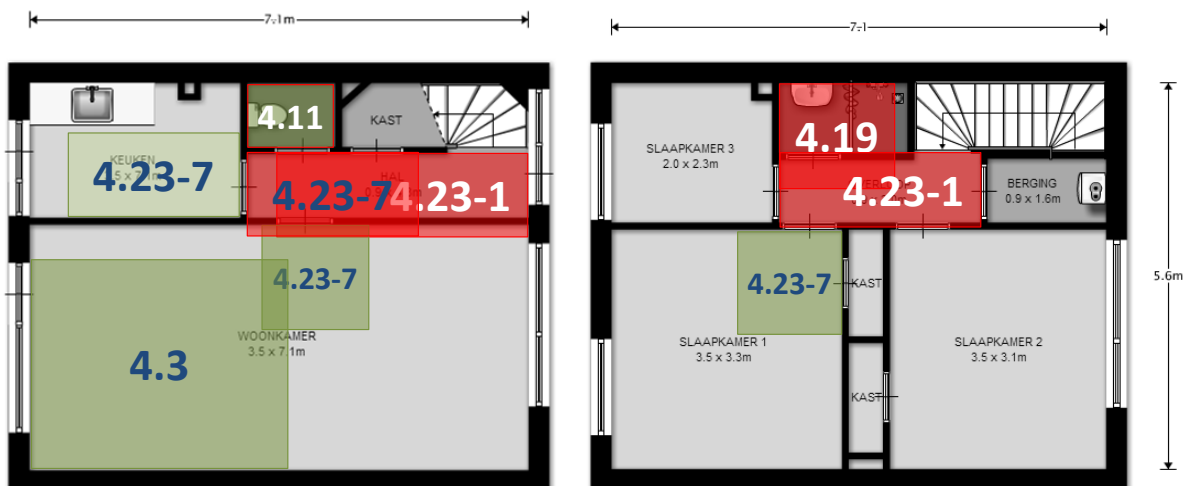 7.1m
4.11
KAST
KEUKEN
4.23-7
HAL
4.23-7
4.23-1
4.23-7
WOONKAMER
3.5 x 7.1m
4.3
7.1
4.19
SLAAPKAMER 3
2.0 x 2.3m
4.23-1
BERGING
0.9 x 1.6m
4.23-7
KAST
SLAAPKAMER 1
3.5 x 3.3m
SLAAPKAMER 2
3.5 x 3.1m
KAST
5.6m